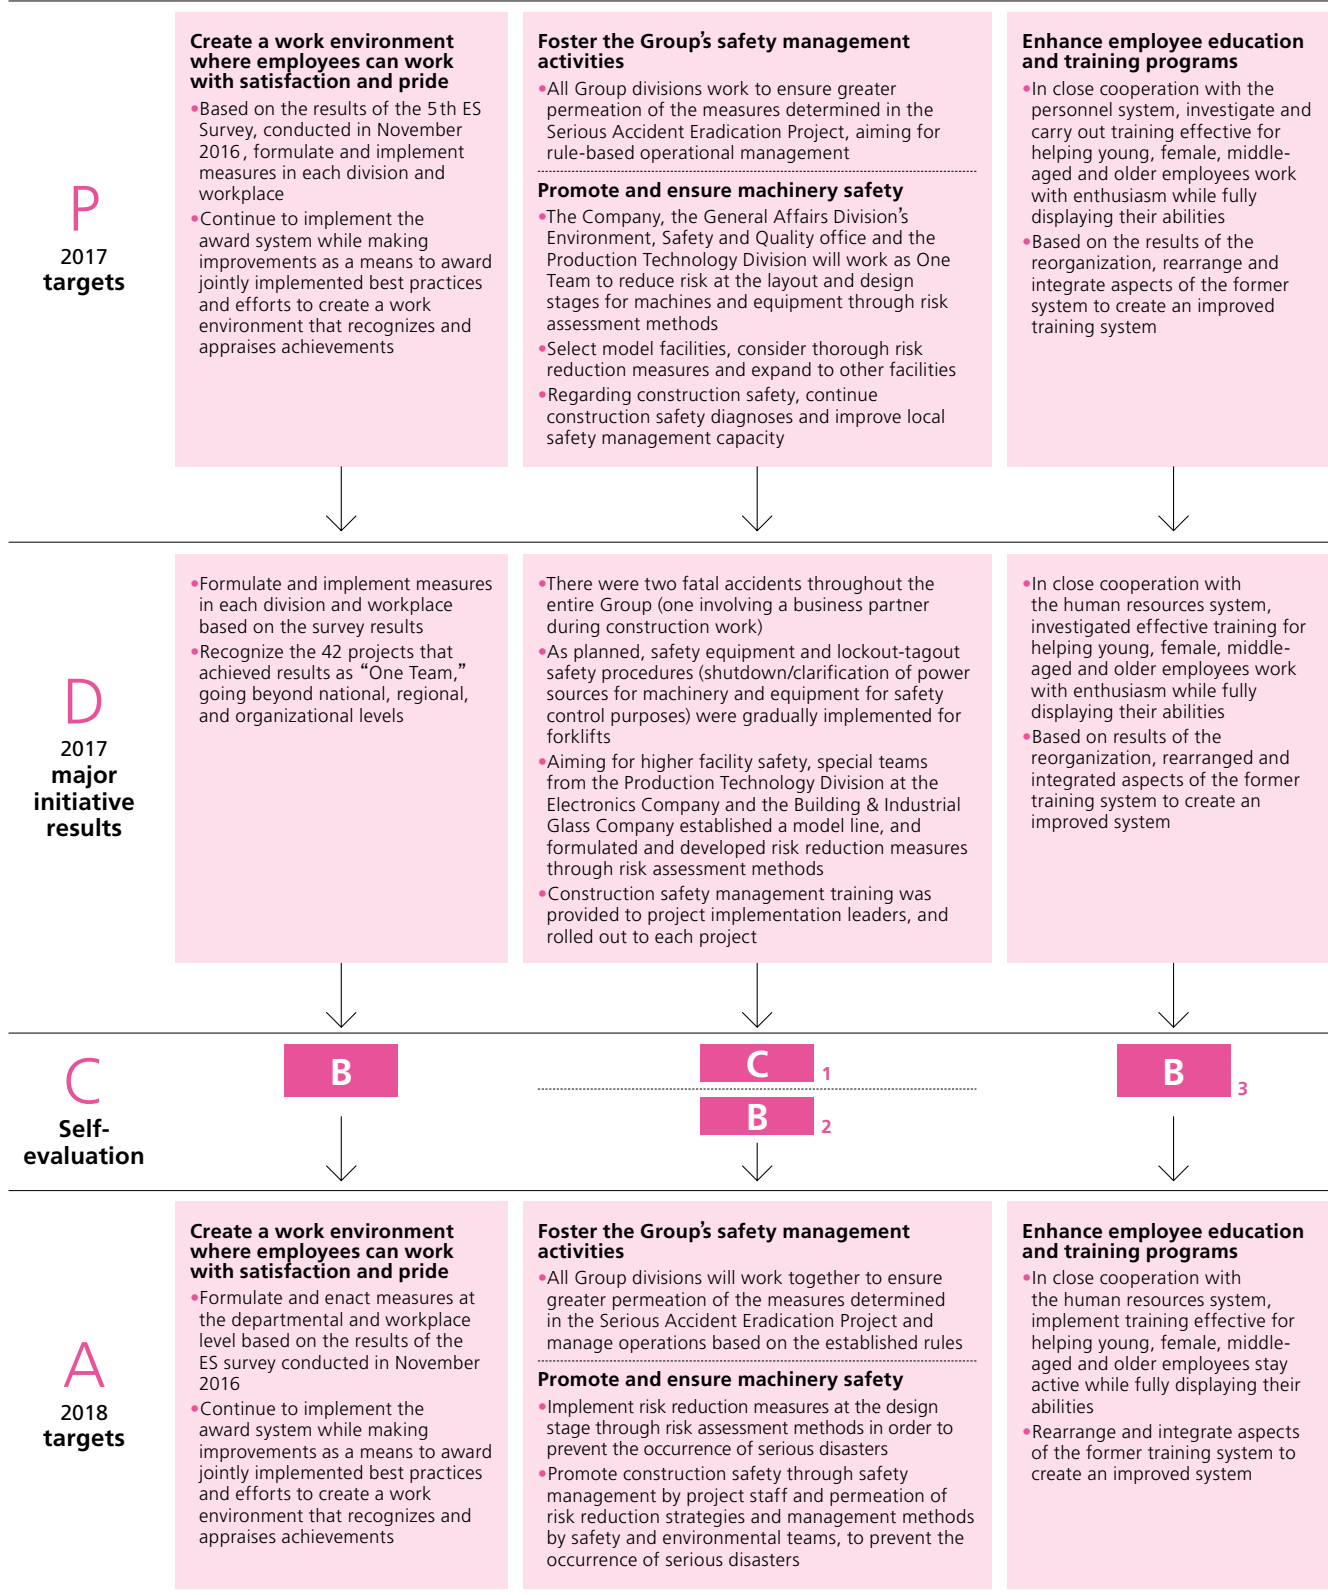 P
2017
targets
Create a work environment
where employees can work
with satisfaction and pride
•Based on the results of the 5th ES
Survey, conducted in November
2016, formulate and implement
measures in each division and
workplace
•Continue to implement the
award system while making
improvements as a means to award
jointly implemented best practices
and efforts to create a work
environment that recognizes and
appraises achievements
Foster the Group's safety management
activities
•All Group divisions work to ensure greater
permeation of the measures determined in the
Serious Accident Eradication Project, aiming for
rule-based operational management
Promote and ensure machinery safety
•The Company, the General Affairs Division's
Environment, Safety and Quality office and the
Production Technology Division will work as One
Team to reduce risk at the layout and design
stages for machines and equipment through risk
assessment methods
•Select model facilities, consider thorough risk
reduction measures and expand to other facilities
•Regarding construction safety, continue
construction safety diagnoses and improve local
safety management capacity
Enhance employee education
and training programs
•In close cooperation with the
personnel system, investigate and
carry out training effective for
helping young, female, middle-
aged and older employees work
with enthusiasm while fully
displaying their abilities
•Based on the results of the
reorganization, rearrange and
integrate aspects of the former
system to create an improved
training system
D
2017
major
initiative
results
•Formulate and implement measures
in each division and workplace
based on the survey results
•Recognize the 42 projects that
achieved results as “One Team,”
going beyond national, regional,
and organizational levels
•There were two fatal accidents throughout the
entire Group (one involving a business partner
during construction work)
•As planned, safety equipment and lockout-tagout
safety procedures (shutdown/clarification of power
sources for machinery and equipment for safety
control purposes) were gradually implemented for
forklifts
•Aiming for higher facility safety, special teams
from the Production Technology Division at the
Electronics Company and the Building & Industrial
Glass Company established a model line, and
formulated and developed risk reduction measures
through risk assessment methods
•Construction safety management training was
provided to project implementation leaders, and
rolled out to each project
•In close cooperation with
the human resources system,
investigated effective training for
helping young, female, middle-
aged and older employees work
with enthusiasm while fully
displaying their abilities
•Based on results of the
reorganization, rearranged and
integrated aspects of the former
training system to create an
improved system
C
Self-
evaluation
B
C 1
B 2
B 3
A
2018
targets
Create a work environment
where employees can work
with satisfaction and pride
•Formulate and enact measures at
the departmental and workplace
level based on the results of the
ES survey conducted in November
2016
•Continue to implement the
award system while making
improvements as a means to award
jointly implemented best practices
and efforts to create a work
environment that recognizes and
appraises achievements
Foster the Group's safety management
activities
•All Group divisions will work together to ensure
greater permeation of the measures determined
in the Serious Accident Eradication Project and
manage operations based on the established rules
Promote and ensure machinery safety
•Implement risk reduction measures at the design
stage through risk assessment methods in order to
prevent the occurrence of serious disasters
•Promote construction safety through safety
management by project staff and permeation of
risk reduction strategies and management methods
by safety and environmental teams, to prevent the
occurrence of serious disasters
Enhance employee education
and training programs
•In close cooperation with
the human resources system,
implement training effective for
helping young, female, middle-
aged and older employees stay
active while fully displaying their
abilities
•Rearrange and integrate aspects
of the former training system to
create an improved system